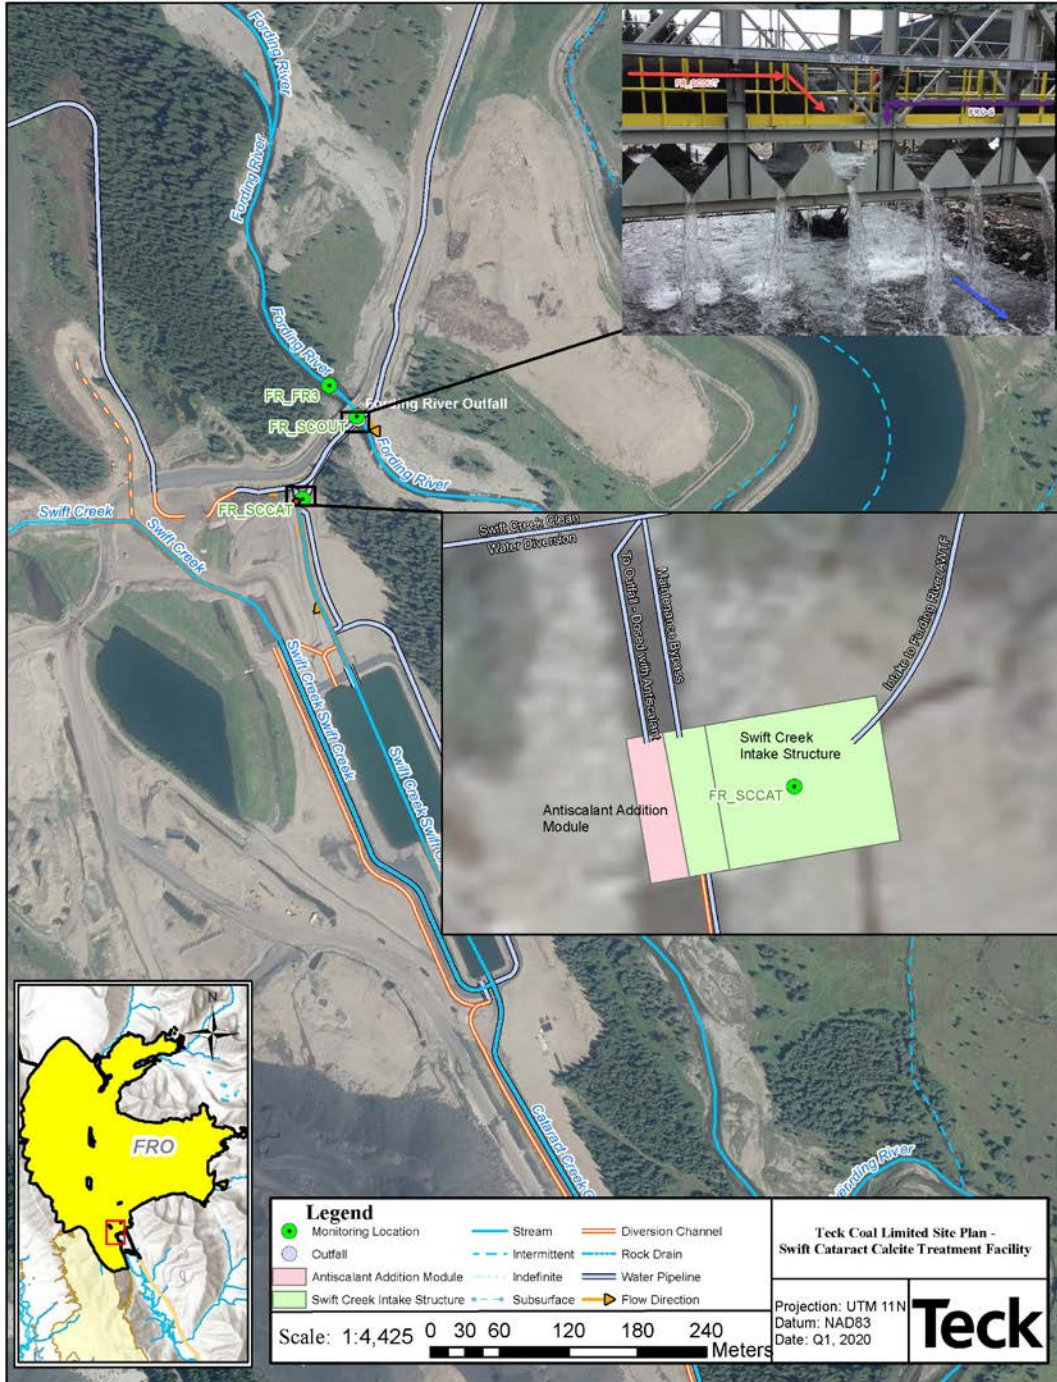 Fording River
Fording River
Fording River
Fording River
FR_SCOUT
FRO-S
FR_FR3
Fording River Outfall
FR_SCOUT
Fording River
FR_SCCAT
Swift Creek
Swift Creek
Swift Creek Swift Creek
Swift Creek Swift C
Swift Creek Clean
Water Diversion
To Outfall - Dosed with Antiscalant
Maintenance Bypass
Intake to Fording River AWTF
Swift Creek
Intake Structure
FR_SCCAT
Antiscalant Addition
Module
Cataract Creek C
Fording River
N
FRO
Legend
Monitoring Location
Outfall
Antiscalant Addition Module
Swift Creek Intake Structure
Stream
Intermittent
Indefinite
Subsurface
Diversion Channel
Rock Drain
Water Pipeline
Flow Direction
Scale: 1:4,425
0 30 60 120 180 240
Meters
Teck Coal Limited Site Plan -
Swift Cataract Calcite Treatment Facility
Projection: UTM 11N
Datum: NAD83
Date: Q1, 2020
Teck